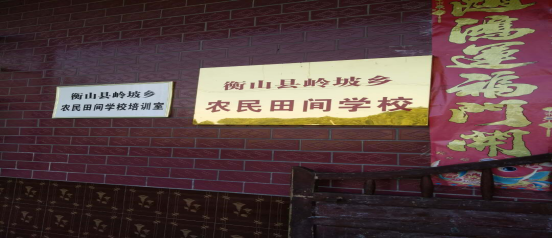 衡山县岭坡乡
农民田间学校培训室
衡山县岭坡乡
农民田间学校
鸿运福门开